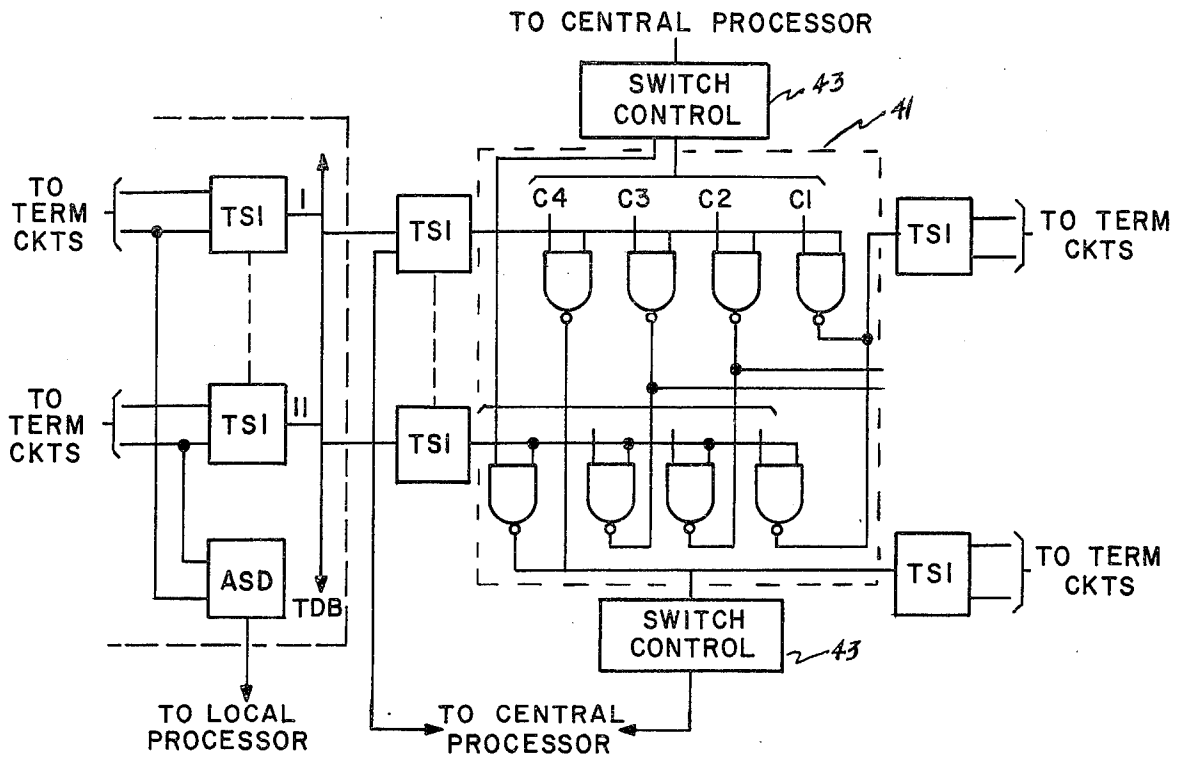 TO CENTRAL PROCESSOR
SWITCH
CONTROL
43
41
TO
TERM
CKTS
TSI
I
TSI
C4 C3 C2 C1
TSI
TO TERM
CKTS
TO
TERM
CKTS
TSI
II
TSI
ASD
TDB
TSI
TO TERM
CKTS
SWITCH
CONTROL
43
TO LOCAL
PROCESSOR
TO CENTRAL
PROCESSOR